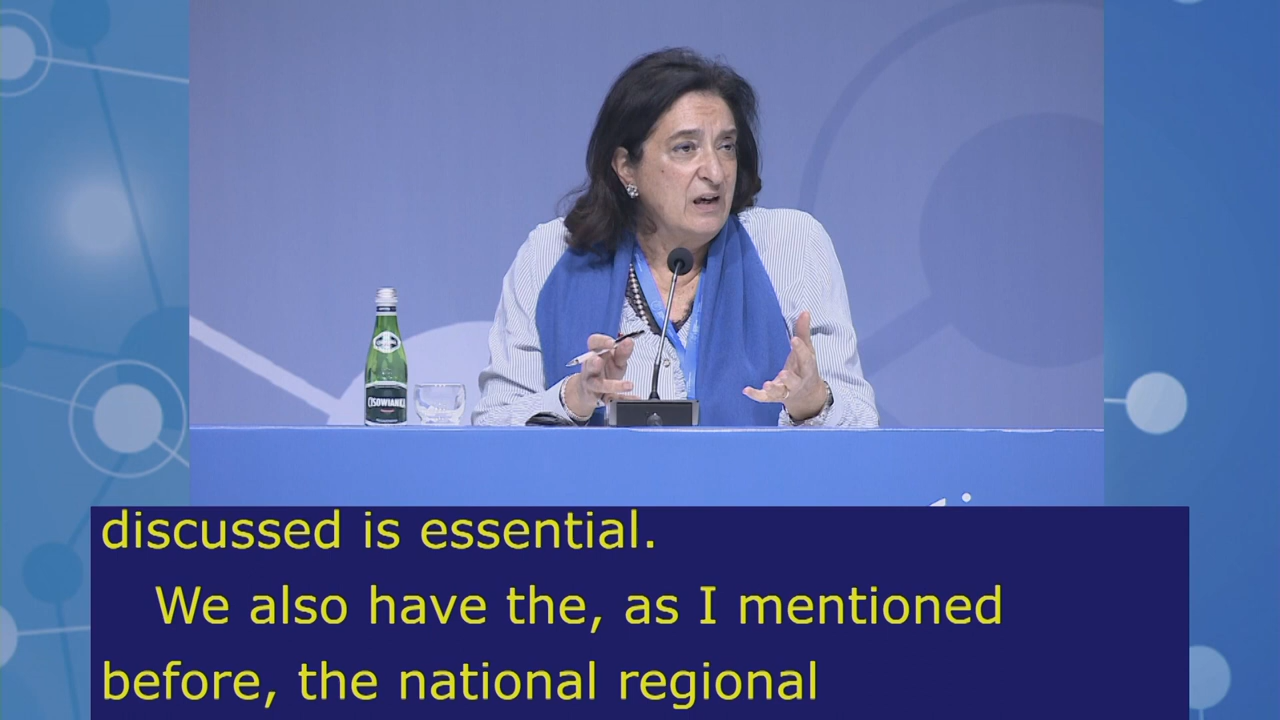 CISOWIANKA
discussed is essential.
We also have the, as I mentioned
before, the national regional